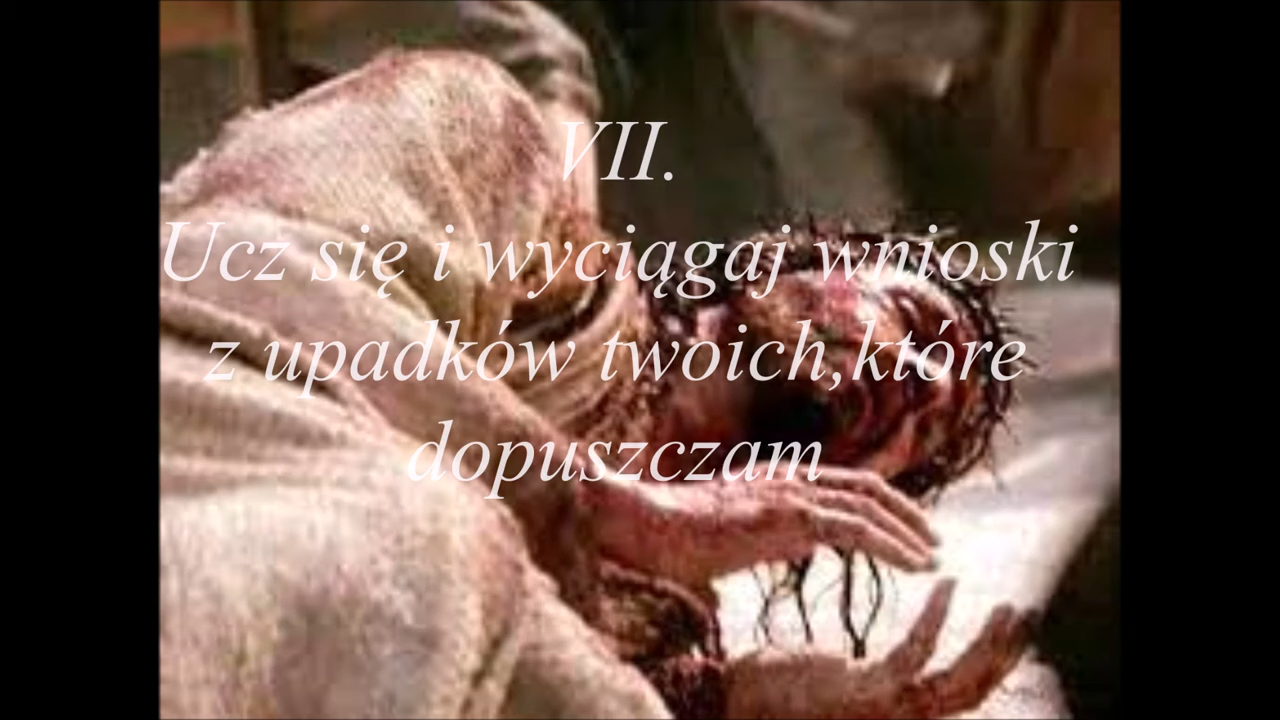 VII.
Ucz się i wyciągaj wnioski
z upadków twoich,które
dopuszczam